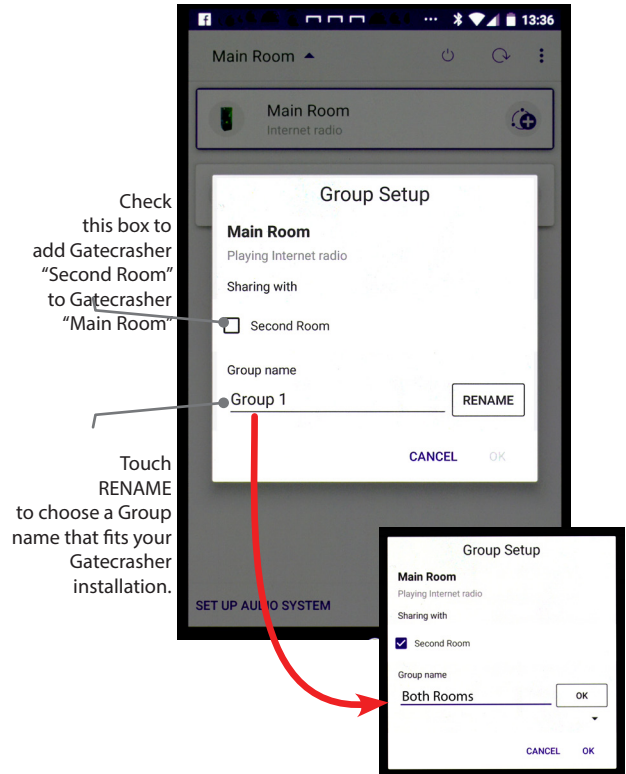 f
... 13:36
Main Room
Main Room
Internet radio
Group Setup
Main Room
Playing Internet radio
Sharing with
Second Room
Group name
Group 1
RENAME
CANCEL OK
SET UP AUDIO SYSTEM
Check
this box to
add Gatecrasher
“Second Room”
to Gatecrasher
“Main Room”
Touch
RENAME
to choose a Group
name that fits your
Gatecrasher
installation.
Group Setup
Main Room
Playing Internet radio
Sharing with
Second Room
Group name
Both Rooms
OK
CANCEL OK